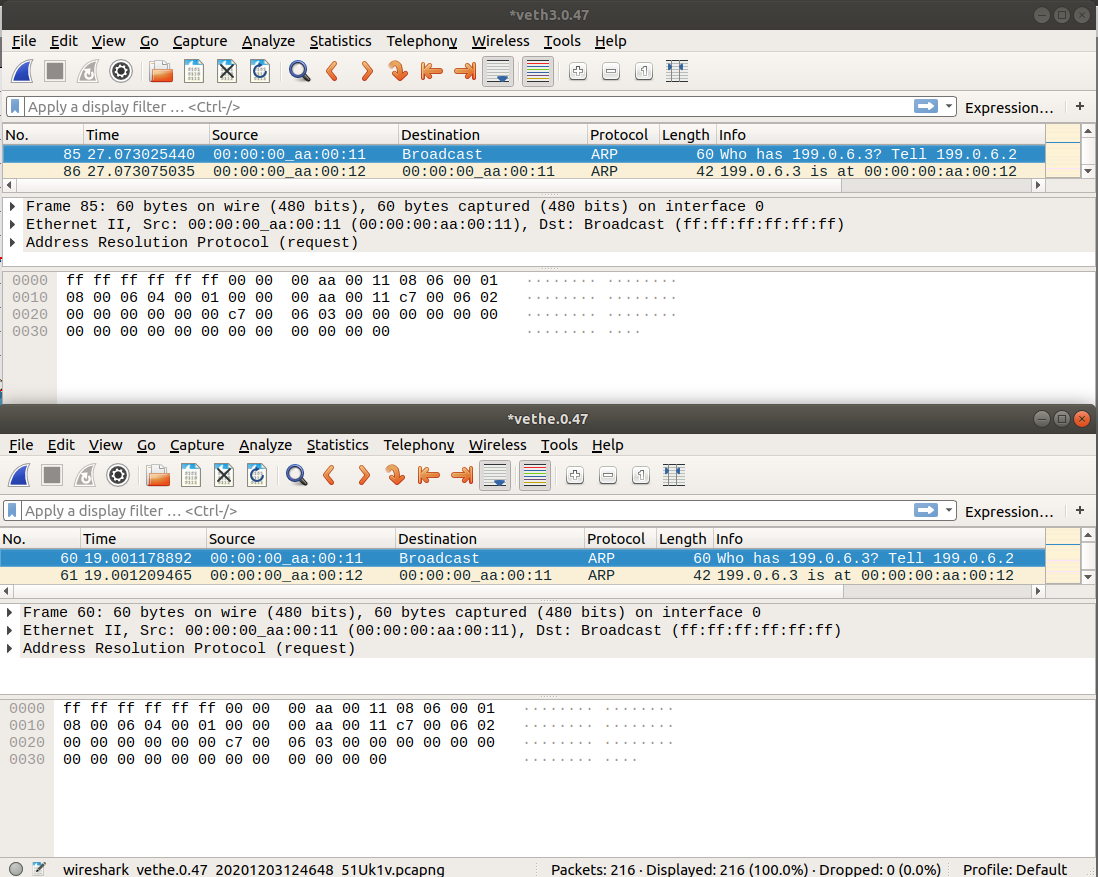 *veth3.0.47
File Edit View Go Capture Analyze Statistics Telephony Wireless Tools Help
Apply a display filter … <Ctrl-/> Expression… +
No. Time Source Destination Protocol Length Info
85 27.073025440 00:00:00_aa:00:11 Broadcast ARP 60 Who has 199.0.6.3? Tell 199.0.6.2
86 27.073075035 00:00:00_aa:00:12 00:00:00_aa:00:11 ARP 42 199.0.6.3 is at 00:00:00:aa:00:12
Frame 85: 60 bytes on wire (480 bits), 60 bytes captured (480 bits) on interface 0
Ethernet II, Src: 00:00:00_aa:00:11 (00:00:00:aa:00:11), Dst: Broadcast (ff:ff:ff:ff:ff:ff)
Address Resolution Protocol (request)
0000 ff ff ff ff ff ff 00 00 00 aa 00 11 08 06 00 01 ········ ········
0010 08 00 06 04 00 01 00 00 00 aa 00 11 c7 00 06 02 ········ ········
0020 00 00 00 00 00 00 c7 00 06 03 00 00 00 00 00 00 ········ ········
0030 00 00 00 00 00 00 00 00 00 00 00 00 ········ ····
*vethe.0.47
File Edit View Go Capture Analyze Statistics Telephony Wireless Tools Help
Apply a display filter … <Ctrl-/> Expression… +
No. Time Source Destination Protocol Length Info
60 19.001178892 00:00:00_aa:00:11 Broadcast ARP 60 Who has 199.0.6.3? Tell 199.0.6.2
61 19.001209465 00:00:00_aa:00:12 00:00:00_aa:00:11 ARP 42 199.0.6.3 is at 00:00:00:aa:00:12
Frame 60: 60 bytes on wire (480 bits), 60 bytes captured (480 bits) on interface 0
Ethernet II, Src: 00:00:00_aa:00:11 (00:00:00:aa:00:11), Dst: Broadcast (ff:ff:ff:ff:ff:ff)
Address Resolution Protocol (request)
0000 ff ff ff ff ff ff 00 00 00 aa 00 11 08 06 00 01 ········ ········
0010 08 00 06 04 00 01 00 00 00 aa 00 11 c7 00 06 02 ········ ········
0020 00 00 00 00 00 00 c7 00 06 03 00 00 00 00 00 00 ········ ········
0030 00 00 00 00 00 00 00 00 00 00 00 00 ········ ····
wireshark_vethe.0.47_20201203124648_51Uk1v.pcapng Packets: 216 · Displayed: 216 (100.0%) · Dropped: 0 (0.0%) Profile: Default